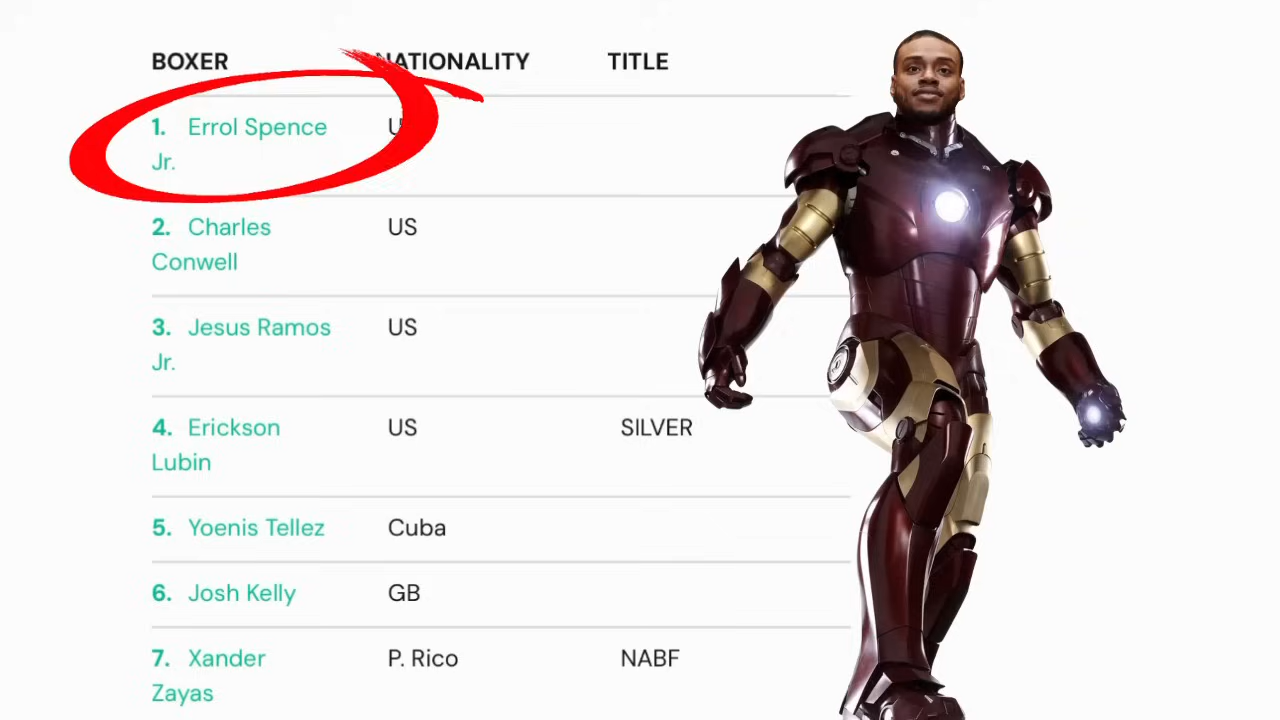 BOXER NATIONALITY TITLE
1. Errol Spence
Jr.
2. Charles US
Conwell
3. Jesus Ramos US
Jr.
4. Erickson US SILVER
Lubin
5. Yoenis Tellez Cuba
6. Josh Kelly GB
7. Xander P. Rico NABF
Zayas